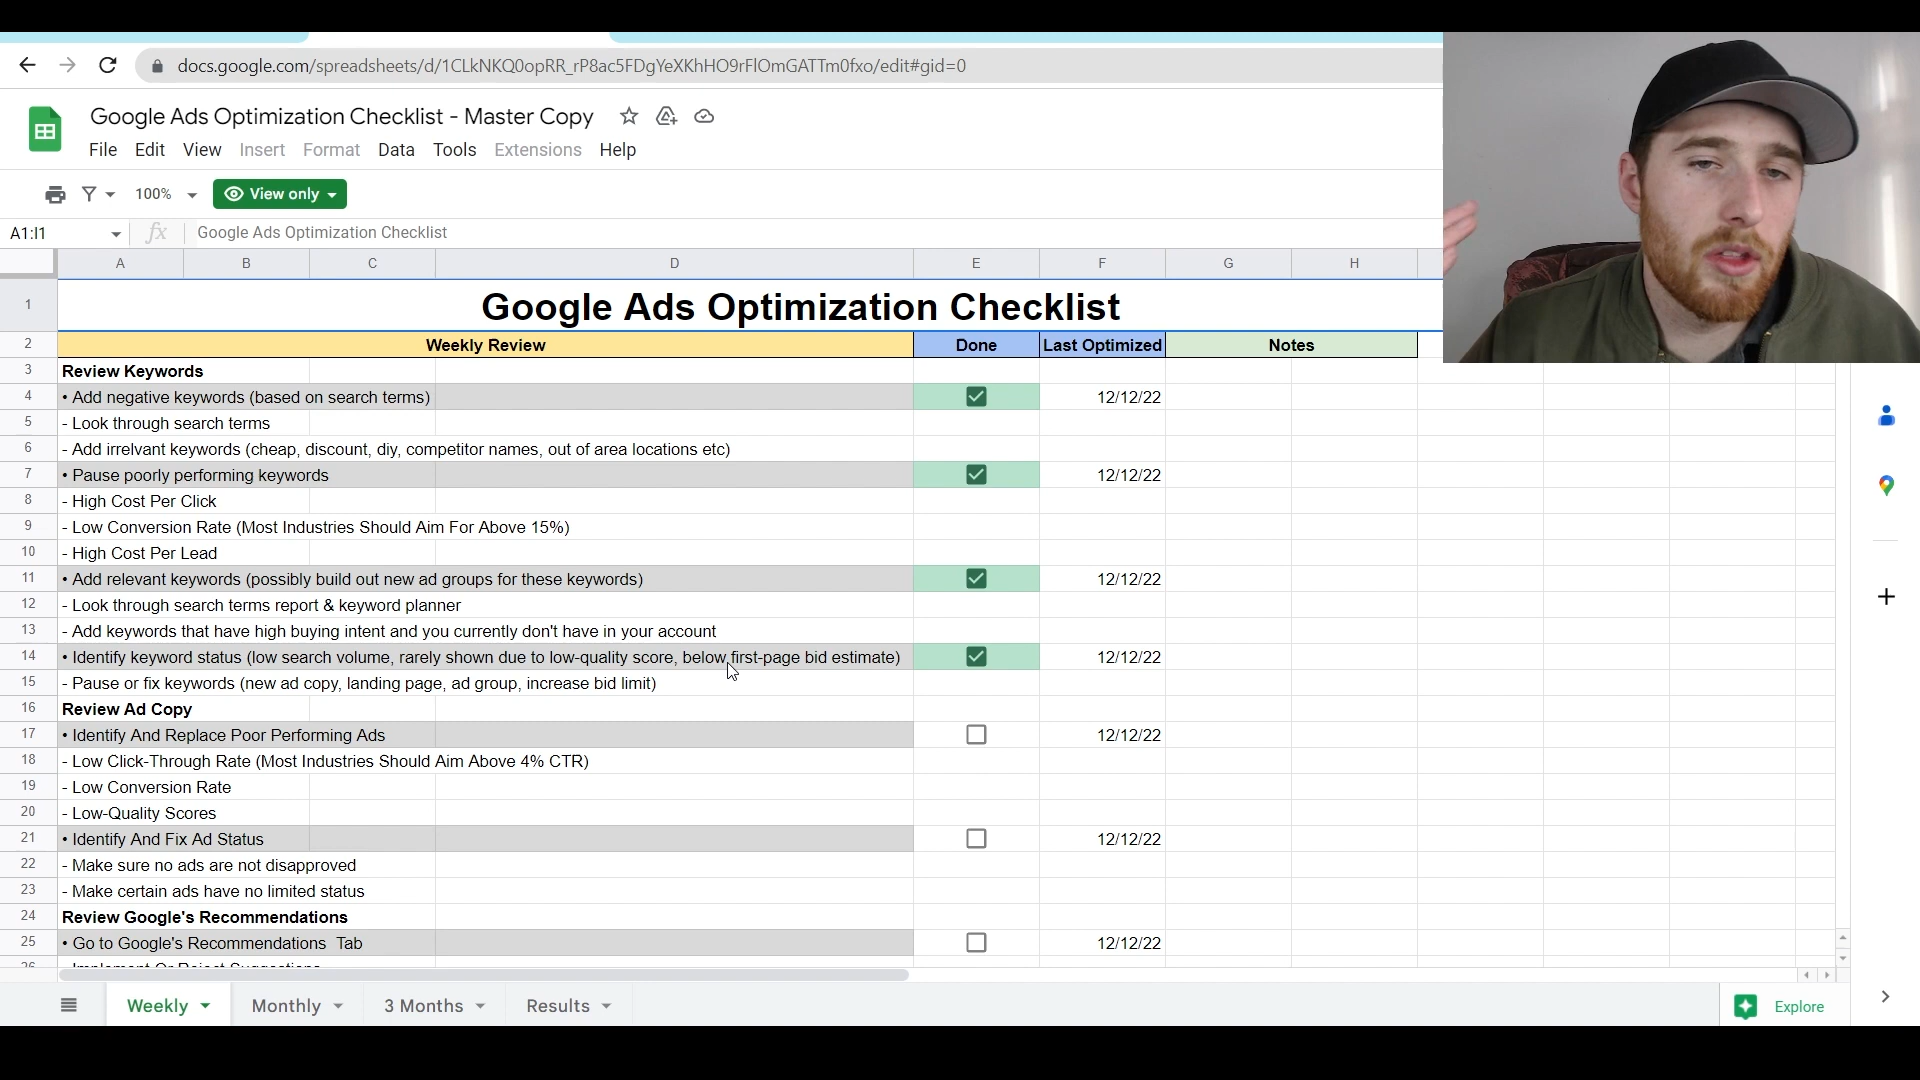 docs.google.com/spreadsheets/d/1CLkNKQ0opRR_rP8ac5FDgYeXKhHO9rFlOmGATTm0fxo/edit#gid=0
Google Ads Optimization Checklist - Master Copy
File Edit View Insert Format Data Tools Extensions Help
100% View only
A1:I1 fx Google Ads Optimization Checklist
A B C D E F G H
1 Google Ads Optimization Checklist
2 Weekly Review Done Last Optimized Notes
3 Review Keywords
4 • Add negative keywords (based on search terms) 12/12/22
5 - Look through search terms
6 - Add irrelvant keywords (cheap, discount, diy, competitor names, out of area locations etc)
7 • Pause poorly performing keywords 12/12/22
8 - High Cost Per Click
9 - Low Conversion Rate (Most Industries Should Aim For Above 15%)
10 - High Cost Per Lead
11 • Add relevant keywords (possibly build out new ad groups for these keywords) 12/12/22
12 - Look through search terms report & keyword planner
13 - Add keywords that have high buying intent and you currently don't have in your account
14 • Identify keyword status (low search volume, rarely shown due to low-quality score, below first-page bid estimate) 12/12/22
15 - Pause or fix keywords (new ad copy, landing page, ad group, increase bid limit)
16 Review Ad Copy
17 • Identify And Replace Poor Performing Ads 12/12/22
18 - Low Click-Through Rate (Most Industries Should Aim Above 4% CTR)
19 - Low Conversion Rate
20 - Low-Quality Scores
21 • Identify And Fix Ad Status 12/12/22
22 - Make sure no ads are not disapproved
23 - Make certain ads have no limited status
24 Review Google's Recommendations
25 • Go to Google's Recommendations Tab 12/12/22
26 - Implement Or Reject Suggestions
Weekly Monthly 3 Months Results Explore